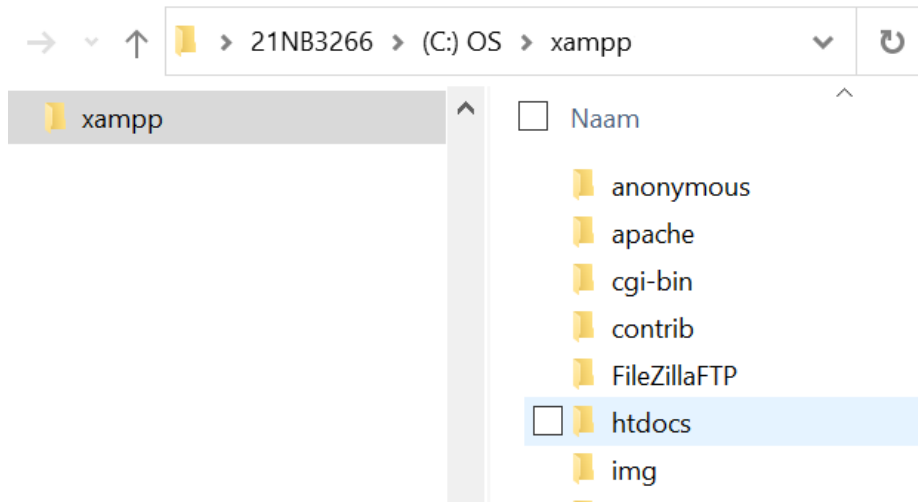 21NB3266 > (C:) OS > xampp
xampp
Naam
anonymous
apache
cgi-bin
contrib
FileZillaFTP
htdocs
img